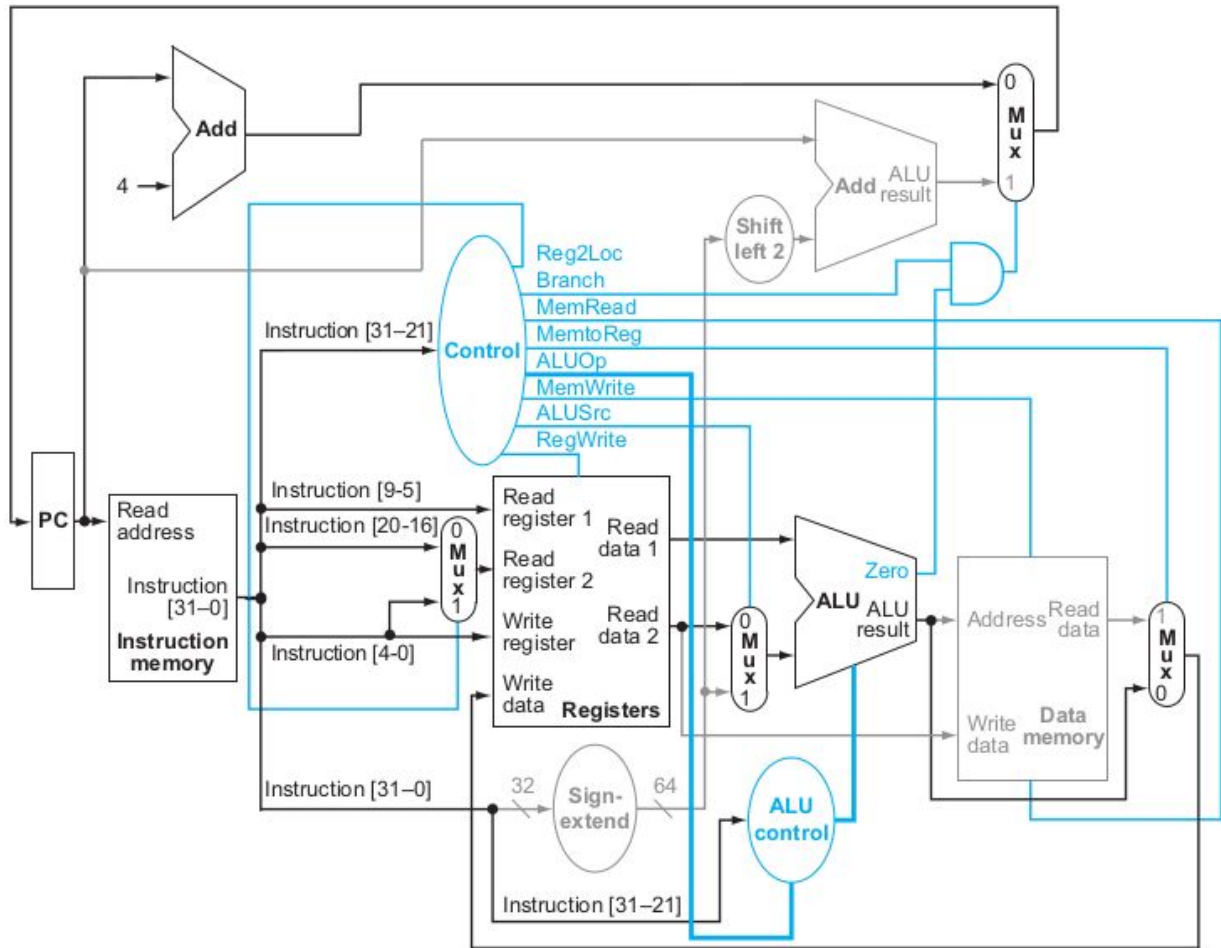 0
M
u
x
1
Add
4
Add
ALU
result
Shift
left 2
Reg2Loc
Branch
MemRead
MemtoReg
ALUOp
MemWrite
ALUSrc
RegWrite
Instruction [31–21]
Control
PC
Read
address
Instruction
[31–0]
Instruction
memory
Instruction [9-5]
Instruction [20-16]
Instruction [4-0]
0
M
u
x
1
Read
register 1
Read
register 2
Write
register
Write
data
Read
data 1
Read
data 2
Registers
0
M
u
x
1
Zero
ALU
ALU
result
Address
Read
data
Write
data
Data
memory
1
M
u
x
0
Instruction [31–0]
32
Sign-
extend
64
ALU
control
Instruction [31–21]